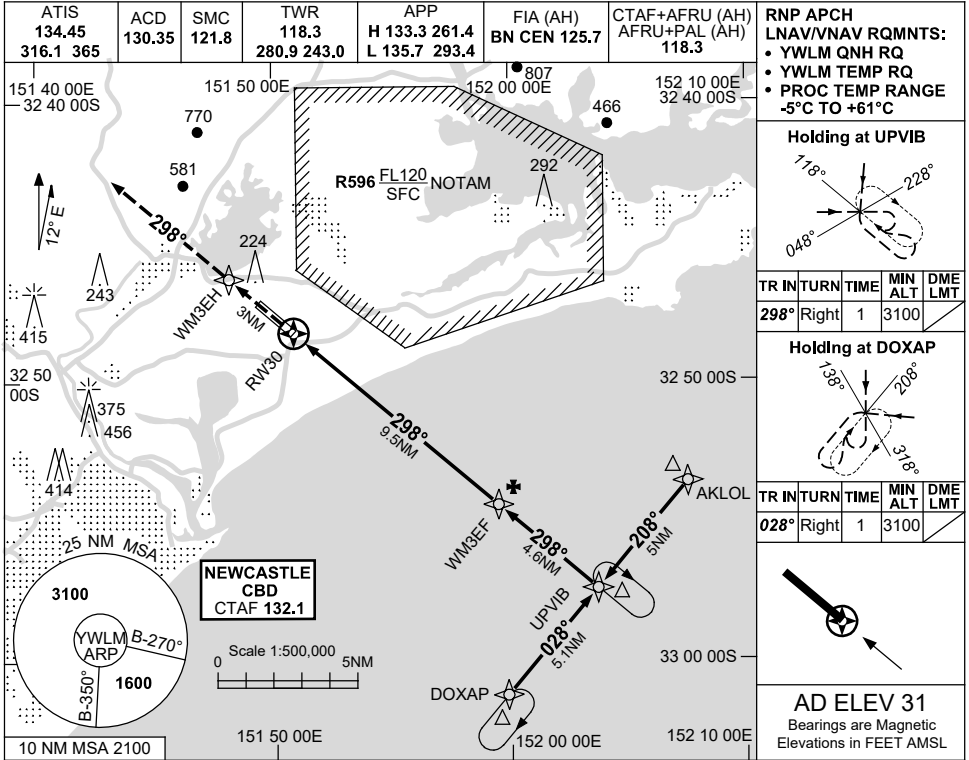 ATIS
134.45
316.1 365
ACD
130.35
SMC
121.8
TWR
118.3
280.9 243.0
APP
H 133.3 261.4
L 135.7 293.4
FIA (AH)
BN CEN 125.7
CTAF+AFRU (AH)
AFRU+PAL (AH)
118.3
RNP APCH
LNAV/VNAV RQMNTS:
• YWLM QNH RQ
• YWLM TEMP RQ
• PROC TEMP RANGE
-5°C TO +61°C
151 40 00E
32 40 00S
151 50 00E
152 00 00E
807
152 10 00E
32 40 00S
770
466
581
R596 FL120 NOTAM
SFC
292
12° E
298°
224
243
WM3EH
3NM
415
RW30
32 50
00S
32 50 00S
375
456
298°
9.5NM
414
AKLOL
WM3EF
298°
4.6NM
208°
5NM
UPVIB
028°
5.1NM
DOXAP
33 00 00S
25 NM MSA
3100
YWLM
ARP
B-270°
B-350°
1600
10 NM MSA 2100
NEWCASTLE
CBD
CTAF 132.1
Scale 1:500,000
0 5NM
151 50 00E
152 00 00E
152 10 00E
Holding at UPVIB
118°
228°
048°
TR IN TURN TIME MIN ALT DME LMT
298° Right 1 3100
Holding at DOXAP
138°
208°
318°
TR IN TURN TIME MIN ALT DME LMT
028° Right 1 3100
AD ELEV 31
Bearings are Magnetic
Elevations in FEET AMSL